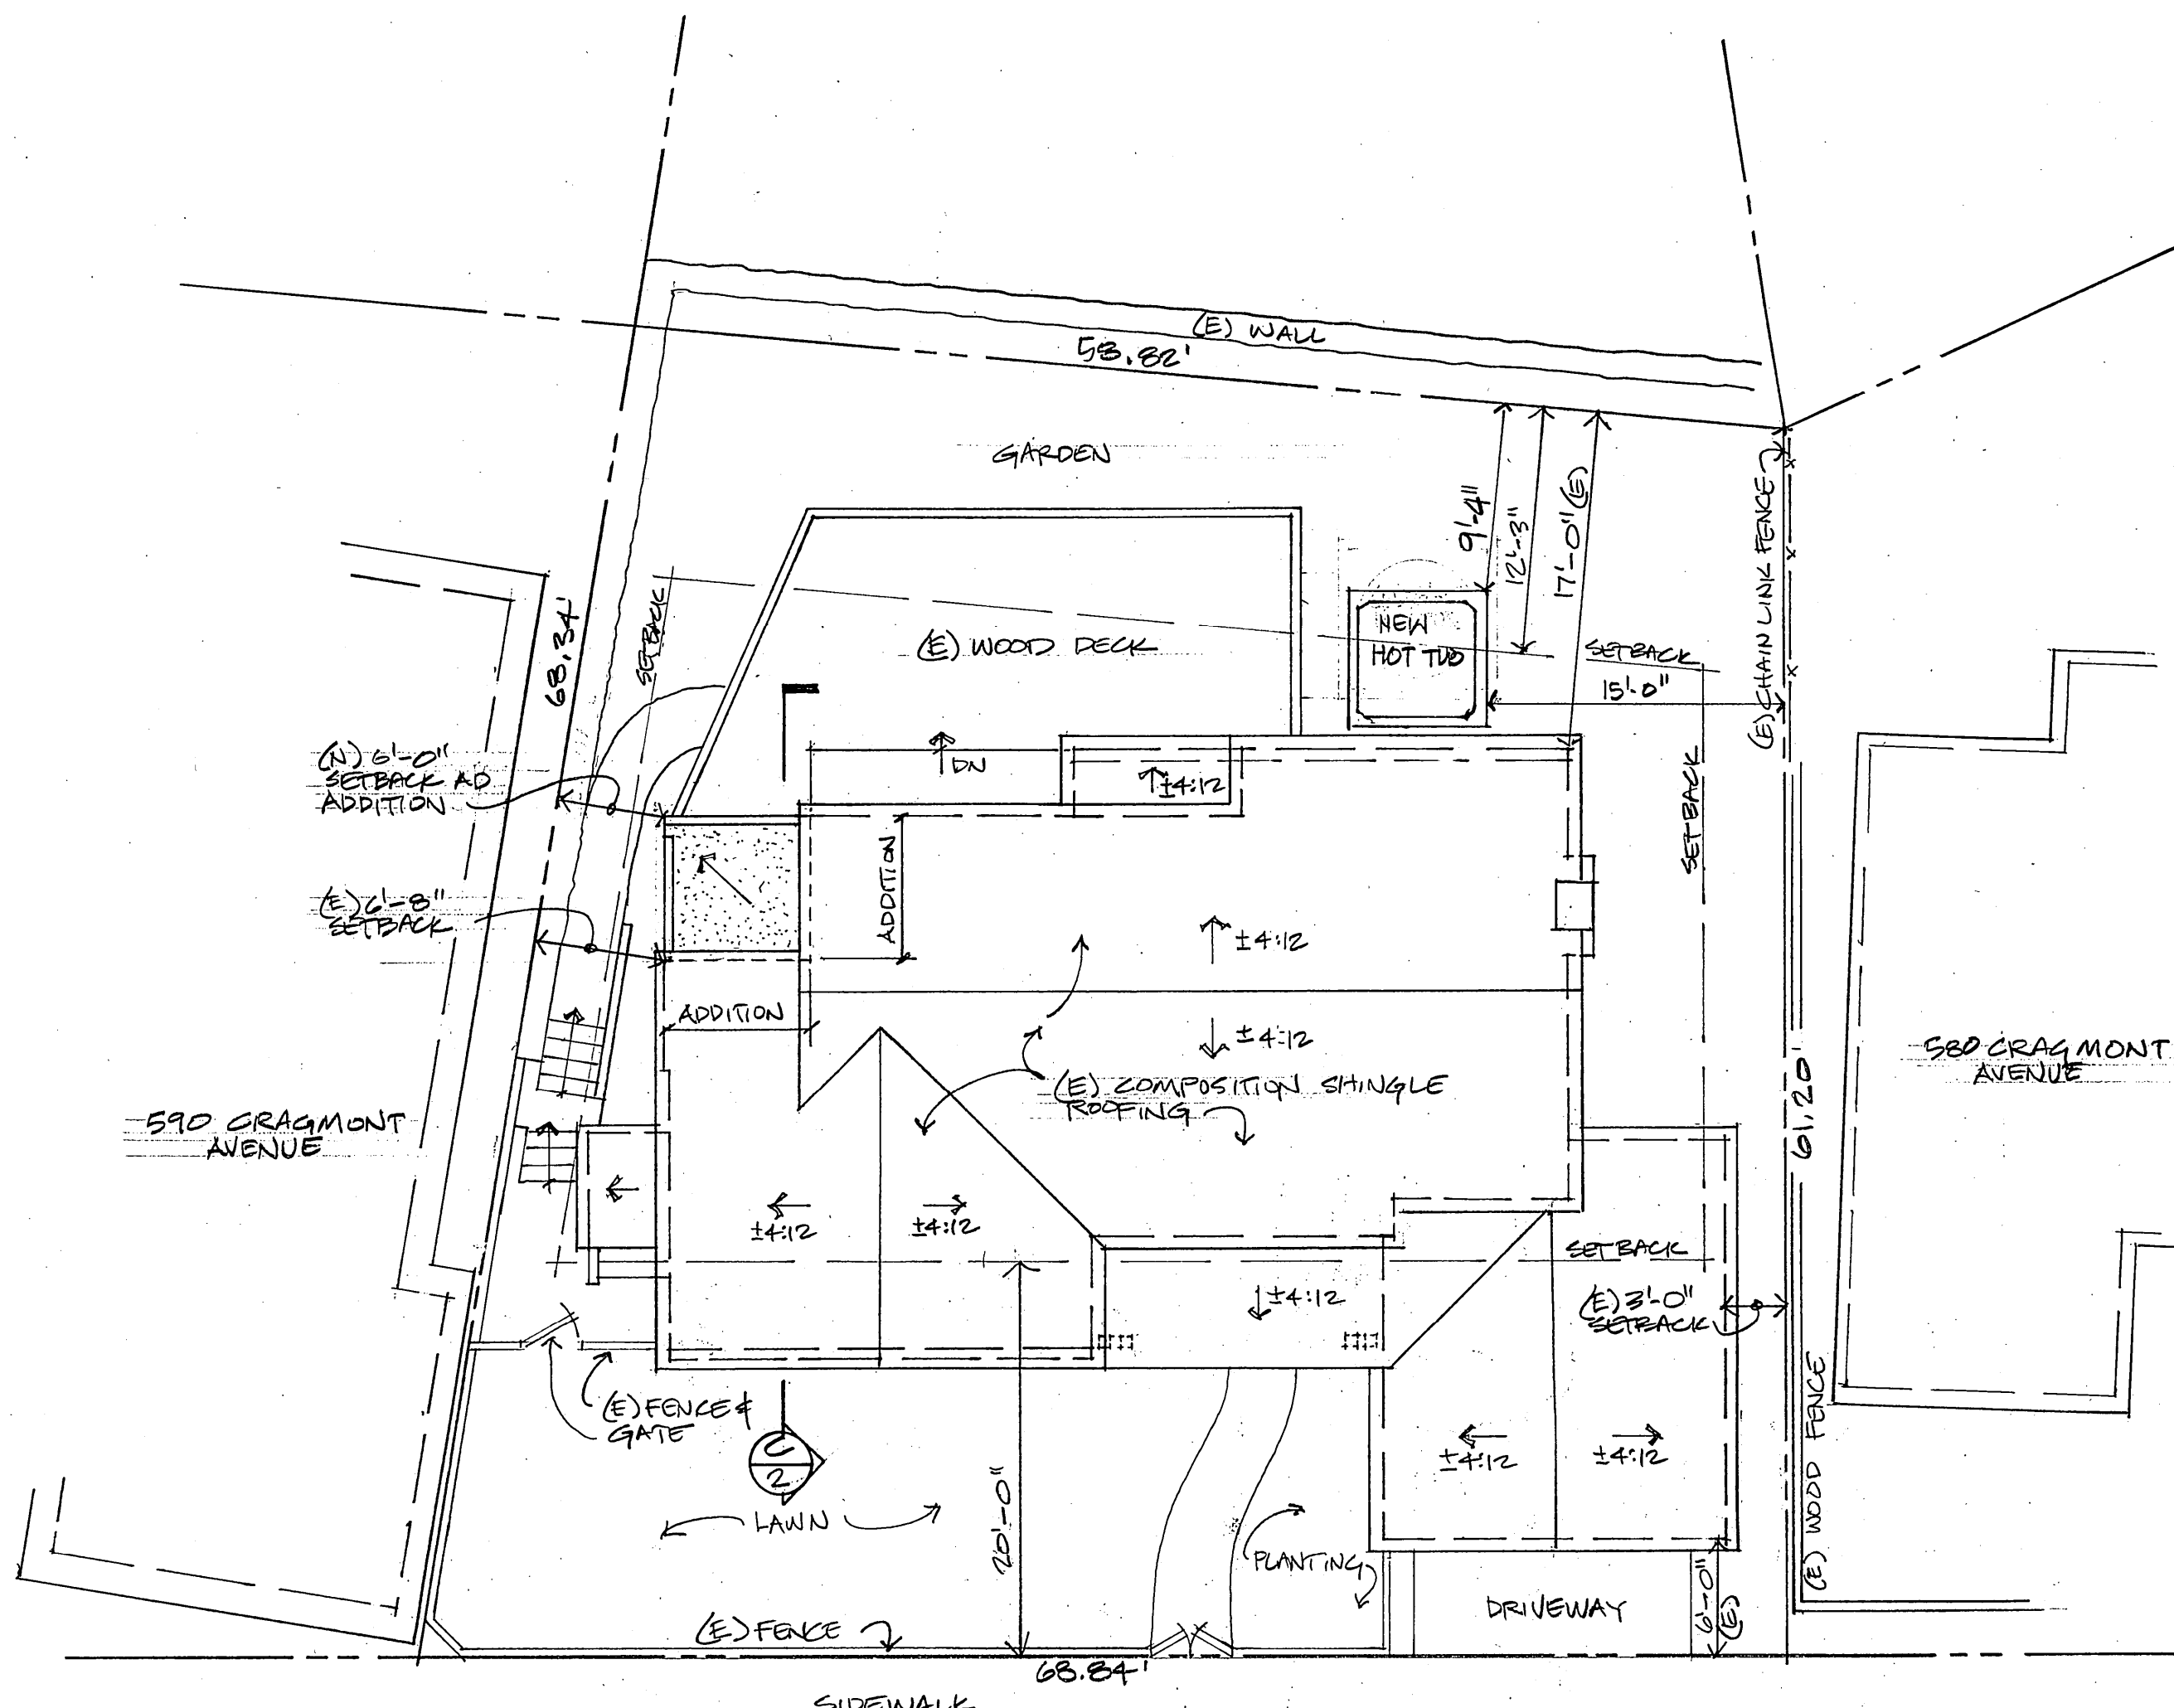 (E) WALL
58.82'
GARDEN
9'-4"
12'-3"
17'-0" (E)
(E) CHAIN LINK FENCE
68.34'
SETBACK
(E) WOOD DECK
NEW
HOT TUB
SETBACK
15'-0"
(N) 6'-0"
SETBACK AD
ADDITION
DN
±4:12
SETBACK
ADDITION
(E) 6'-8"
SETBACK
±4:12
ADDITION
±4:12
(E) COMPOSITION SHINGLE
ROOFING
580 CRAGMONT
AVENUE
61.20'
590 CRAGMONT
AVENUE
±4:12
±4:12
SETBACK
±4:12
(E) 3'-0"
SETBACK
(E) FENCE &
GATE
C
2
LAWN
20'-0"
±4:12
±4:12
(E) WOOD FENCE
PLANTING
DRIVEWAY
6'-0"
(E)
(E) FENCE
68.84'
SIDEWALK